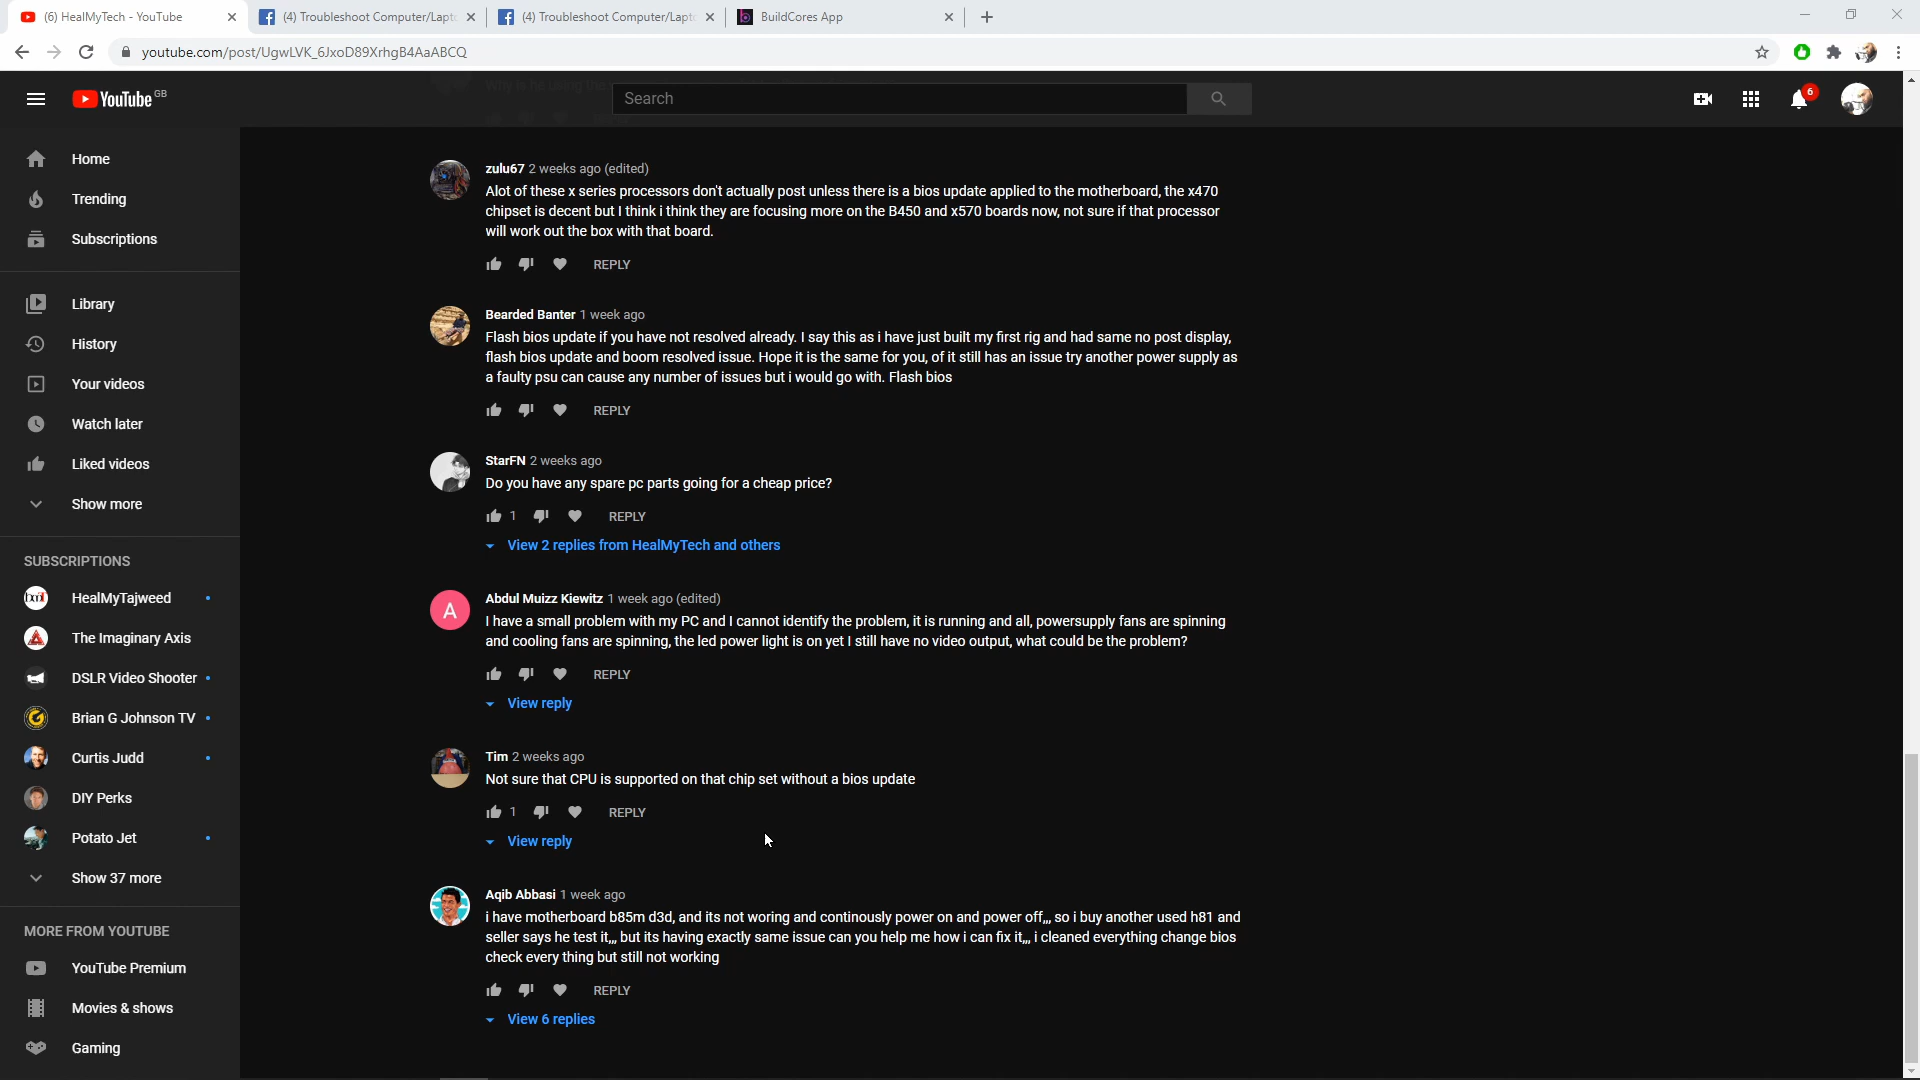 (6) HealMyTech - YouTube
(4) Troubleshoot Computer/Lapt
(4) Troubleshoot Computer/Lapt
BuildCores App
youtube.com/post/UgwLVK_6JxoD89XrhgB4AaABCQ
YouTube GB
Search
6
Home
Trending
Subscriptions
Library
History
Your videos
Watch later
Liked videos
Show more
SUBSCRIPTIONS
HealMyTajweed
The Imaginary Axis
DSLR Video Shooter
Brian G Johnson TV
Curtis Judd
DIY Perks
Potato Jet
Show 37 more
MORE FROM YOUTUBE
YouTube Premium
Movies & shows
Gaming
zulu67 2 weeks ago (edited)
Alot of these x series processors don't actually post unless there is a bios update applied to the motherboard, the x470
chipset is decent but I think i think they are focusing more on the B450 and x570 boards now, not sure if that processor
will work out the box with that board.
REPLY
Bearded Banter 1 week ago
Flash bios update if you have not resolved already. I say this as i have just built my first rig and had same no post display,
flash bios update and boom resolved issue. Hope it is the same for you, of it still has an issue try another power supply as
a faulty psu can cause any number of issues but i would go with. Flash bios
REPLY
StarFN 2 weeks ago
Do you have any spare pc parts going for a cheap price?
1 REPLY
View 2 replies from HealMyTech and others
A
Abdul Muizz Kiewitz 1 week ago (edited)
I have a small problem with my PC and I cannot identify the problem, it is running and all, powersupply fans are spinning
and cooling fans are spinning, the led power light is on yet I still have no video output, what could be the problem?
REPLY
View reply
Tim 2 weeks ago
Not sure that CPU is supported on that chip set without a bios update
1 REPLY
View reply
Aqib Abbasi 1 week ago
i have motherboard b85m d3d, and its not woring and continously power on and power off,,, so i buy another used h81 and
seller says he test it,,, but its having exactly same issue can you help me how i can fix it,,, i cleaned everything change bios
check every thing but still not working
REPLY
View 6 replies